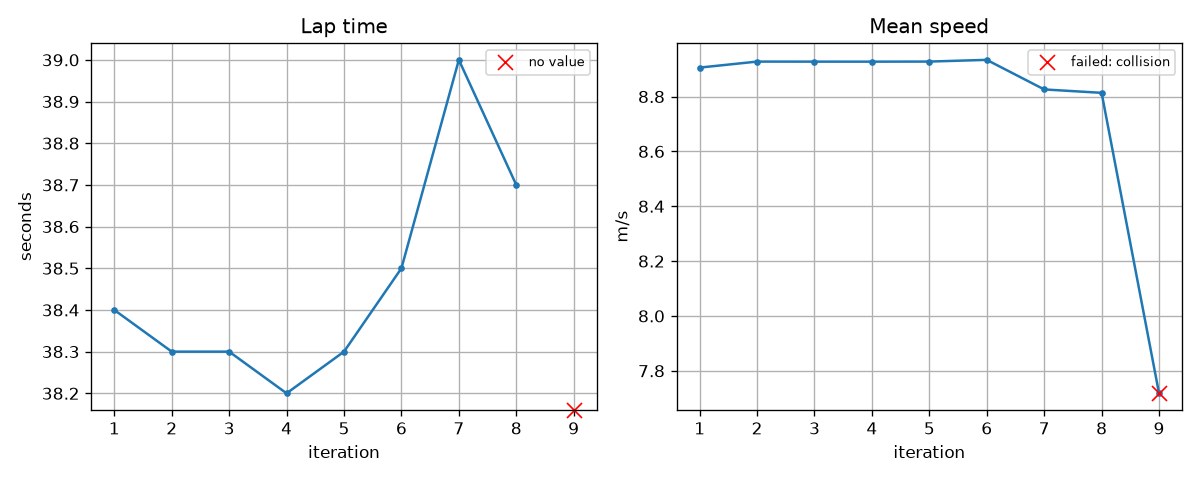 Lap time
39.0
38.9
38.8
38.7
38.6
38.5
38.4
38.3
38.2
seconds
no value
1 2 3 4 5 6 7 8 9
iteration
Mean speed
8.8
8.6
8.4
8.2
8.0
7.8
m/s
failed: collision
1 2 3 4 5 6 7 8 9
iteration